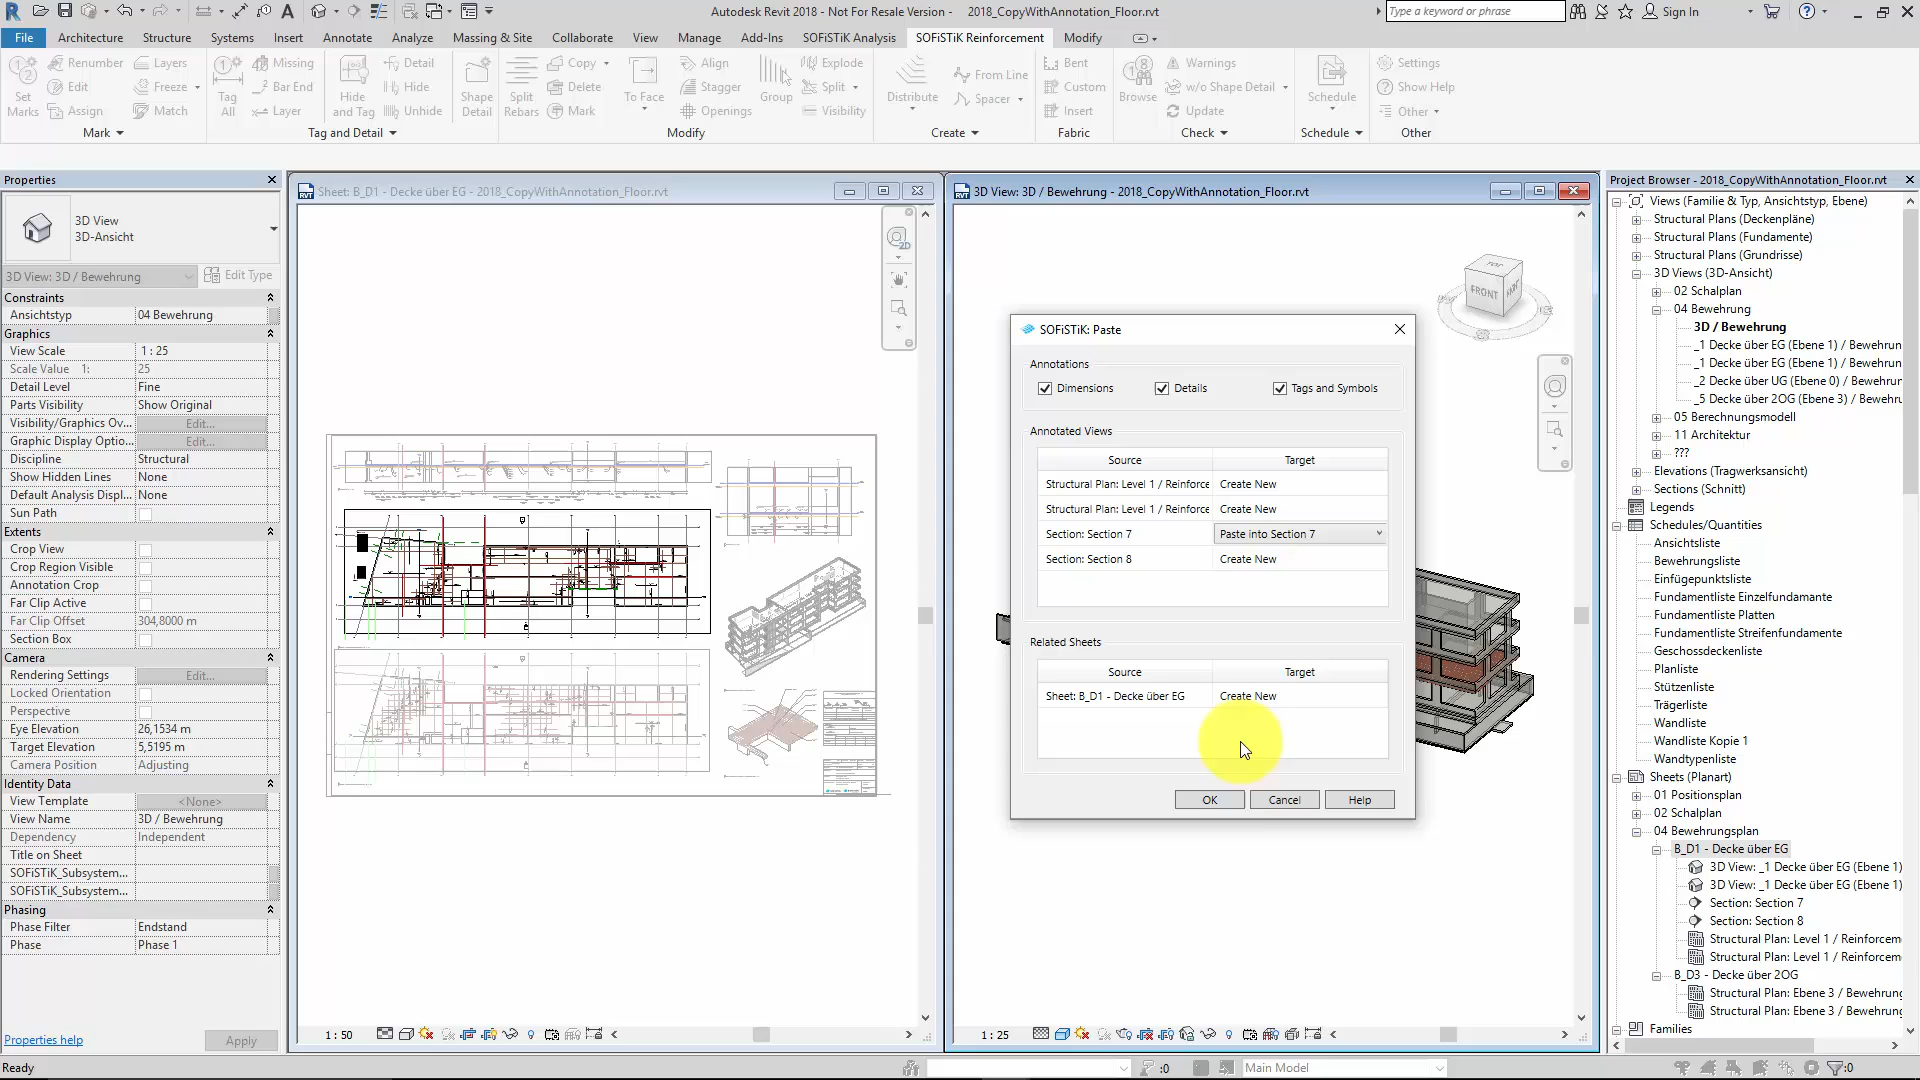 Autodesk Revit 2018 - Not For Resale Version - 2018_CopyWithAnnotation_Floor.rvt
Type a keyword or phrase
Sign In
File Architecture Structure Systems Insert Annotate Analyze Massing & Site Collaborate View Manage Add-Ins SOFiSTiK Analysis SOFiSTiK Reinforcement Modify
Set Marks
Renumber
Edit
Assign
Layers
Freeze
Match
Tag All
Missing
Bar End
Layer
Hide and Tag
Detail
Hide
Unhide
Shape Detail
Split Rebars
Copy
Delete
Mark
To Face
Align
Stagger
Openings
Group
Explode
Split
Visibility
Distribute
From Line
Spacer
Bent
Custom
Insert
Browse
Warnings
w/o Shape Detail
Update
Schedule
Settings
Show Help
Other
Mark
Tag and Detail
Modify
Create
Fabric
Check
Schedule
Other
Properties
3D View
3D-Ansicht
3D View: 3D / Bewehrung
Edit Type
Constraints
Ansichtstyp 04 Bewehrung
Graphics
View Scale 1 : 25
Scale Value 1: 25
Detail Level Fine
Parts Visibility Show Original
Visibility/Graphics Ov... Edit...
Graphic Display Optio... Edit...
Discipline Structural
Show Hidden Lines None
Default Analysis Displ... None
Sun Path
Extents
Crop View
Crop Region Visible
Annotation Crop
Far Clip Active
Far Clip Offset 304,8000 m
Section Box
Camera
Rendering Settings Edit...
Locked Orientation
Perspective
Eye Elevation 26,1534 m
Target Elevation 5,5195 m
Camera Position Adjusting
Identity Data
View Template <None>
View Name 3D / Bewehrung
Dependency Independent
Title on Sheet
SOFiSTiK_Subsystem...
SOFiSTiK_Subsystem...
Phasing
Phase Filter Endstand
Phase Phase 1
Properties help
Apply
Sheet: B_D1 - Decke über EG - 2018_CopyWithAnnotation_Floor.rvt
2D
1 : 50
3D View: 3D / Bewehrung - 2018_CopyWithAnnotation_Floor.rvt
TOP
FRONT
SOFiSTiK: Paste
Annotations
Dimensions Details Tags and Symbols
Annotated Views
Source Target
Structural Plan: Level 1 / Reinforce Create New
Structural Plan: Level 1 / Reinforce Create New
Section: Section 7 Paste into Section 7
Section: Section 8 Create New
Related Sheets
Source Target
Sheet: B_D1 - Decke über EG Create New
OK Cancel Help
1 : 25
Project Browser - 2018_CopyWithAnnotation_Floor.rvt
Views (Familie & Typ, Ansichtstyp, Ebene)
Structural Plans (Deckenpläne)
Structural Plans (Fundamente)
Structural Plans (Grundrisse)
3D Views (3D-Ansicht)
02 Schalplan
04 Bewehrung
3D / Bewehrung
_1 Decke über EG (Ebene 1) / Bewehrun
_1 Decke über EG (Ebene 1) / Bewehrun
_2 Decke über UG (Ebene 0) / Bewehrur
_5 Decke über 2OG (Ebene 3) / Bewehru
05 Berechnungsmodell
11 Architektur
???
Elevations (Tragwerksansicht)
Sections (Schnitt)
Legends
Schedules/Quantities
Ansichtsliste
Bewehrungsliste
Einfügepunktsliste
Fundamentliste Einzelfundamante
Fundamentliste Platten
Fundamentliste Streifenfundamente
Geschossdeckenliste
Planliste
Stützenliste
Trägerliste
Wandliste
Wandliste Kopie 1
Wandtypenliste
Sheets (Planart)
01 Positionsplan
02 Schalplan
04 Bewehrungsplan
B_D1 - Decke über EG
3D View: _1 Decke über EG (Ebene 1)
3D View: _1 Decke über EG (Ebene 1)
Section: Section 7
Section: Section 8
Structural Plan: Level 1 / Reinforcem
Structural Plan: Level 1 / Reinforcem
B_D3 - Decke über 2OG
Structural Plan: Ebene 3 / Bewehrung
Structural Plan: Ebene 3 / Bewehrung
Families
Ready
:0
Main Model
:0